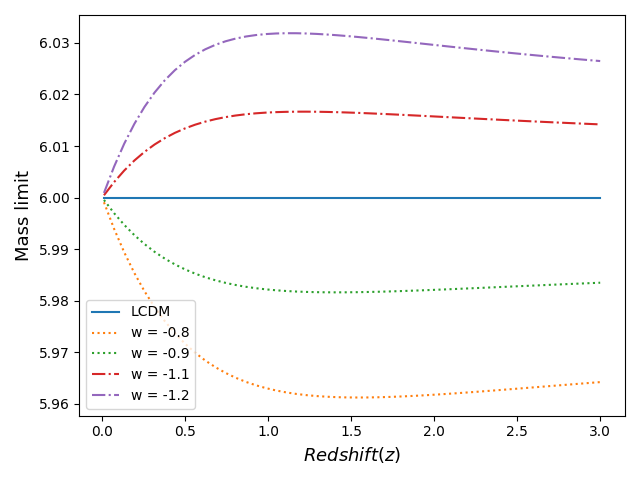 6.03
6.02
6.01
6.00
5.99
5.98
5.97
5.96
Mass limit
LCDM
w = -0.8
w = -0.9
w = -1.1
w = -1.2
0.0 0.5 1.0 1.5 2.0 2.5 3.0
Redshift(z)